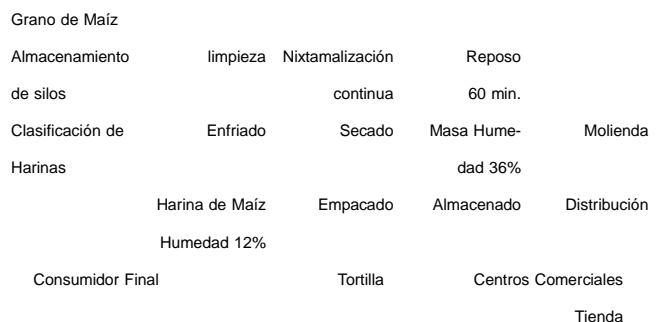 Grano de Maíz
Almacenamiento limpieza Nixtamalización Reposo
de silos continua 60 min.
Clasificación de Enfriado Secado Masa Hume- Molienda
Harinas dad 36%
Harina de Maíz Empacado Almacenado Distribución
Humedad 12%
Consumidor Final Tortilla Centros Comerciales
Tienda